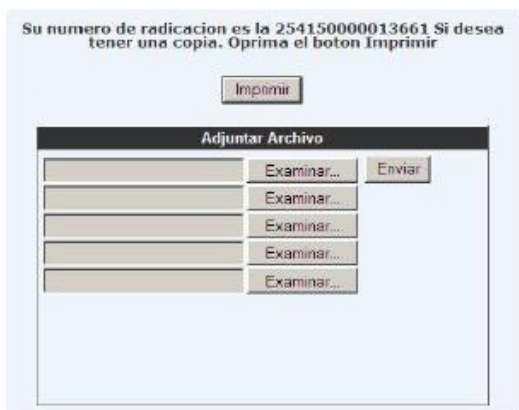 Su numero de radicacion es la 254150000013661 Si desea
tener una copia. Oprima el boton Imprimir
Imprimir
Adjuntar Archivo
Examinar... Enviar
Examinar...
Examinar...
Examinar...
Examinar...